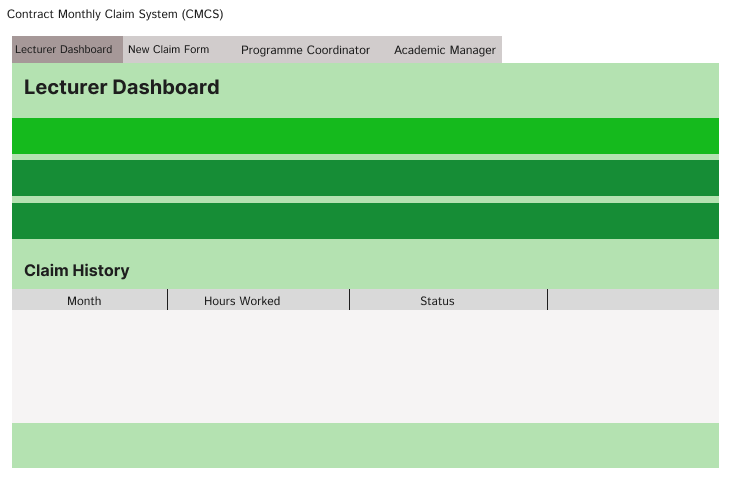 Contract Monthly Claim System (CMCS)
Lecturer Dashboard New Claim Form Programme Coordinator Academic Manager
Lecturer Dashboard
Claim History
Month Hours Worked Status